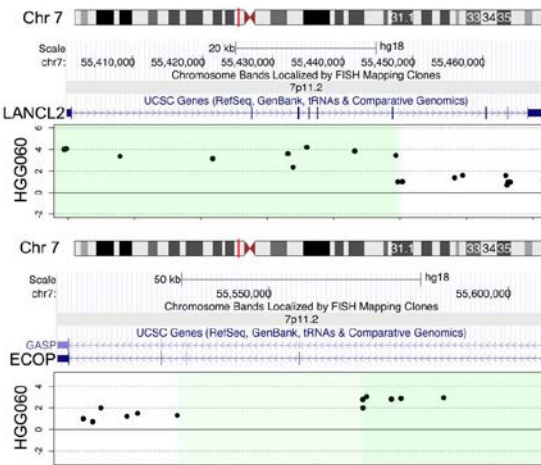 Chr 7 31.1 33 34 35
Scale 20 kb hg18
chr7: 55,410,000 55,420,000 55,430,000 55,440,000 55,450,000 55,460,000
Chromosome Bands Localized by FISH Mapping Clones
7p11.2
UCSC Genes (RefSeq, GenBank, tRNAs & Comparative Genomics)
LANCL2
HGG060
6
4
2
0
-2
Chr 7 31.1 33 34 35
Scale 50 kb hg18
chr7: 55,550,000 55,600,000
Chromosome Bands Localized by FISH Mapping Clones
7p11.2
UCSC Genes (RefSeq, GenBank, tRNAs & Comparative Genomics)
GASP
ECOP
HGG060
4
2
0
-2